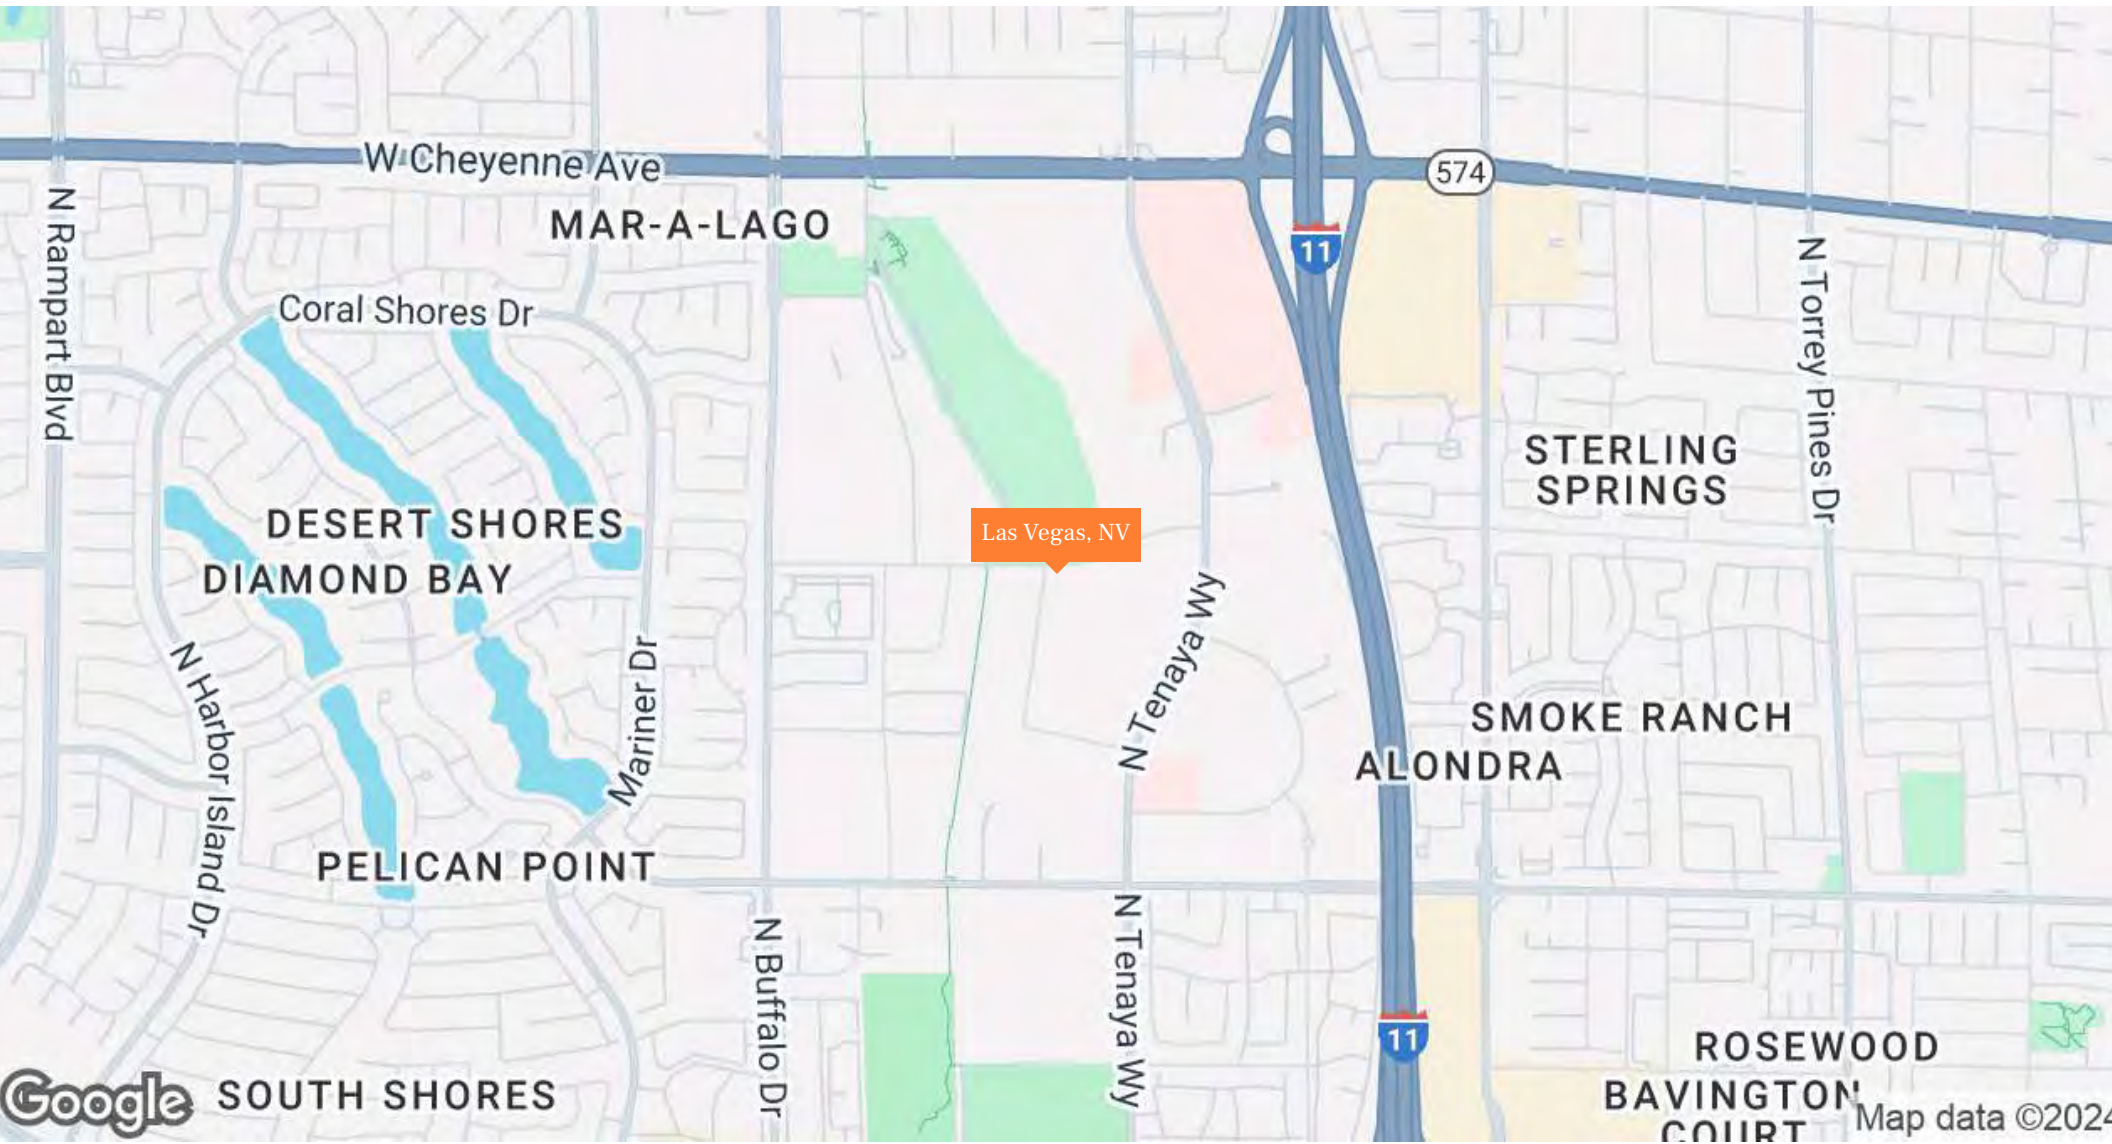 W Cheyenne Ave
574
N Rampart Blvd
MAR-A-LAGO
11
N Torrey Pines Dr
Coral Shores Dr
STERLING
SPRINGS
DESERT SHORES
Las Vegas, NV
DIAMOND BAY
N Tenaya Wy
N Harbor Island Dr
Mariner Dr
SMOKE RANCH
ALONDRA
PELICAN POINT
N Buffalo Dr
N Tenaya Wy
11
ROSEWOOD
BAVINGTON
COURT
Google
SOUTH SHORES
Map data ©2024